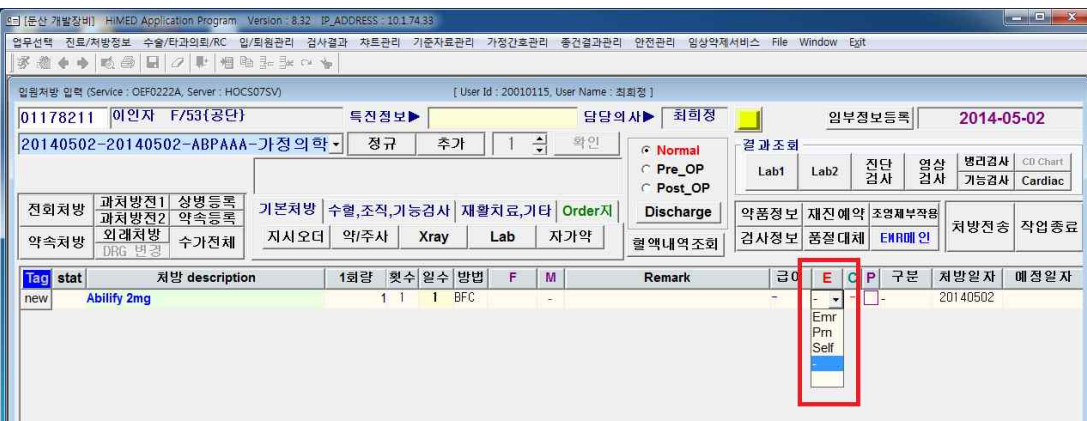 [둔산 개발장비] HiMED Application Program Version : 8.32 IP_ADDRESS : 10.1.74.33
업무선택 진료/처방정보 수술/타과의뢰/RC 입/퇴원관리 검사결과 챠트관리 기준자료관리 가정간호관리 종건결과관리 안전관리 임상약제서비스 File Window Exit
입원처방 입력 (Service : OEF0222A, Server : HOCS07SV) [ User Id : 20010115, User Name : 최희정 ]
01178211 이인자 F/53{공단} 특진정보▶ 담당의사▶ 최희정 임부정보등록 2014-05-02
20140502-20140502-ABPAAA-가정의학 정규 추가 1 확인
Normal
Pre_OP
Post_OP
결과조회
Lab1 Lab2 진단검사 영상검사 병리검사 CD Chart
기능검사 Cardiac
전회처방 과처방전1 상병등록
과처방전2 약속등록
기본처방 수혈,조직,기능검사 재활치료,기타 Order지 Discharge 약품정보 재진예약 조영제부작용 처방전송 작업종료
약속처방 외래처방 수가전체
DRG 변경
지시오더 약/주사 Xray Lab 자가약 혈액내역조회 검사정보 품절대체 EMR메인
Tag stat 처방 description 1회량 횟수 일수 방법 F M Remark 급여 E C P 구분 처방일자 예정일자
new Abilify 2mg 1 1 1 BFC - - - - - 20140502
Emr
Prn
Self
-